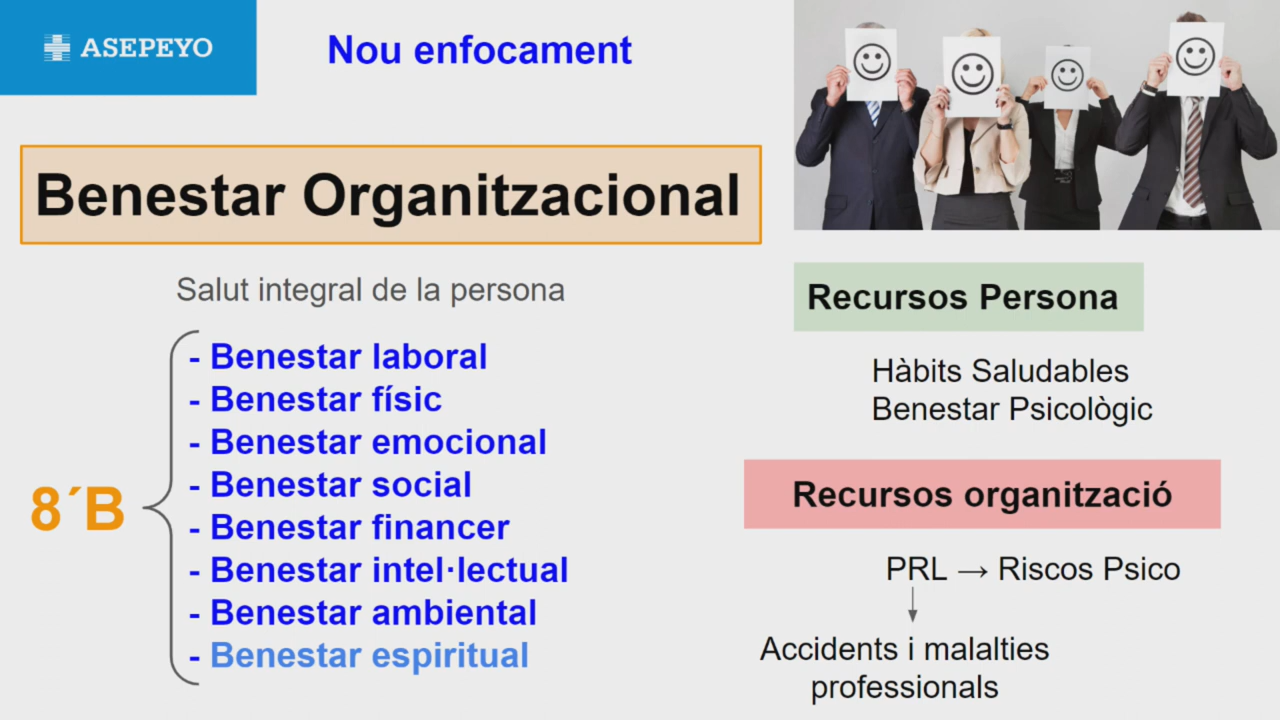 ASEPEYO
Nou enfocament
Benestar Organitzacional
Salut integral de la persona
8´B
- Benestar laboral
- Benestar físic
- Benestar emocional
- Benestar social
- Benestar financer
- Benestar intel·lectual
- Benestar ambiental
- Benestar espiritual
Recursos Persona
Hàbits Saludables
Benestar Psicològic
Recursos organització
PRL → Riscos Psico
Accidents i malalties
professionals